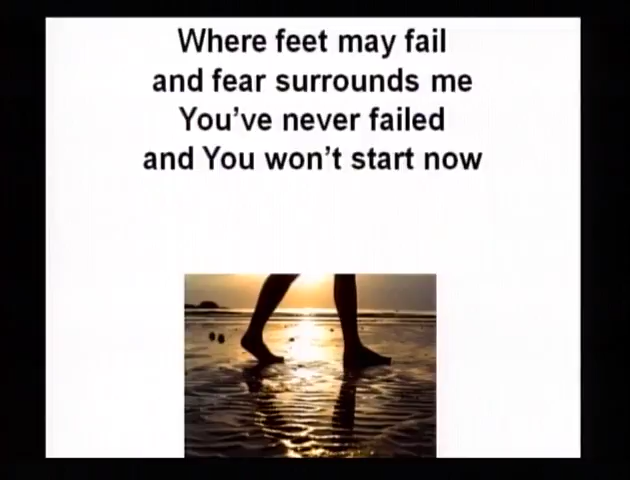 Where feet may fail
and fear surrounds me
You've never failed
and You won't start now